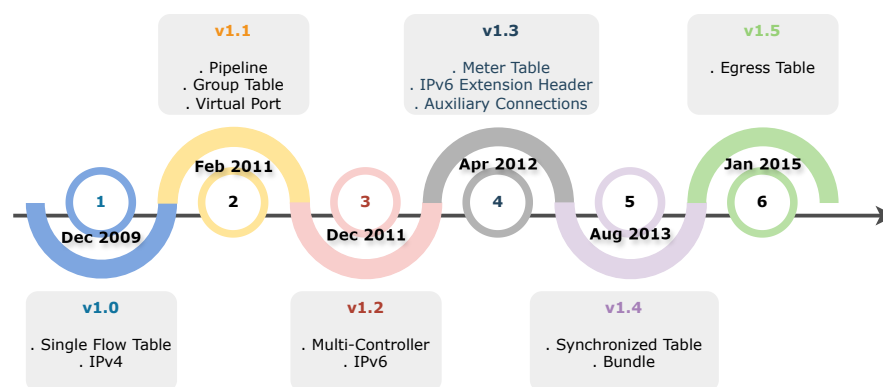 v1.1
. Pipeline
. Group Table
. Virtual Port
v1.3
. Meter Table
. IPv6 Extension Header
. Auxiliary Connections
v1.5
. Egress Table
1
Dec 2009
Feb 2011
2
3
Dec 2011
Apr 2012
4
5
Aug 2013
Jan 2015
6
v1.0
. Single Flow Table
. IPv4
v1.2
. Multi-Controller
. IPv6
v1.4
. Synchronized Table
. Bundle